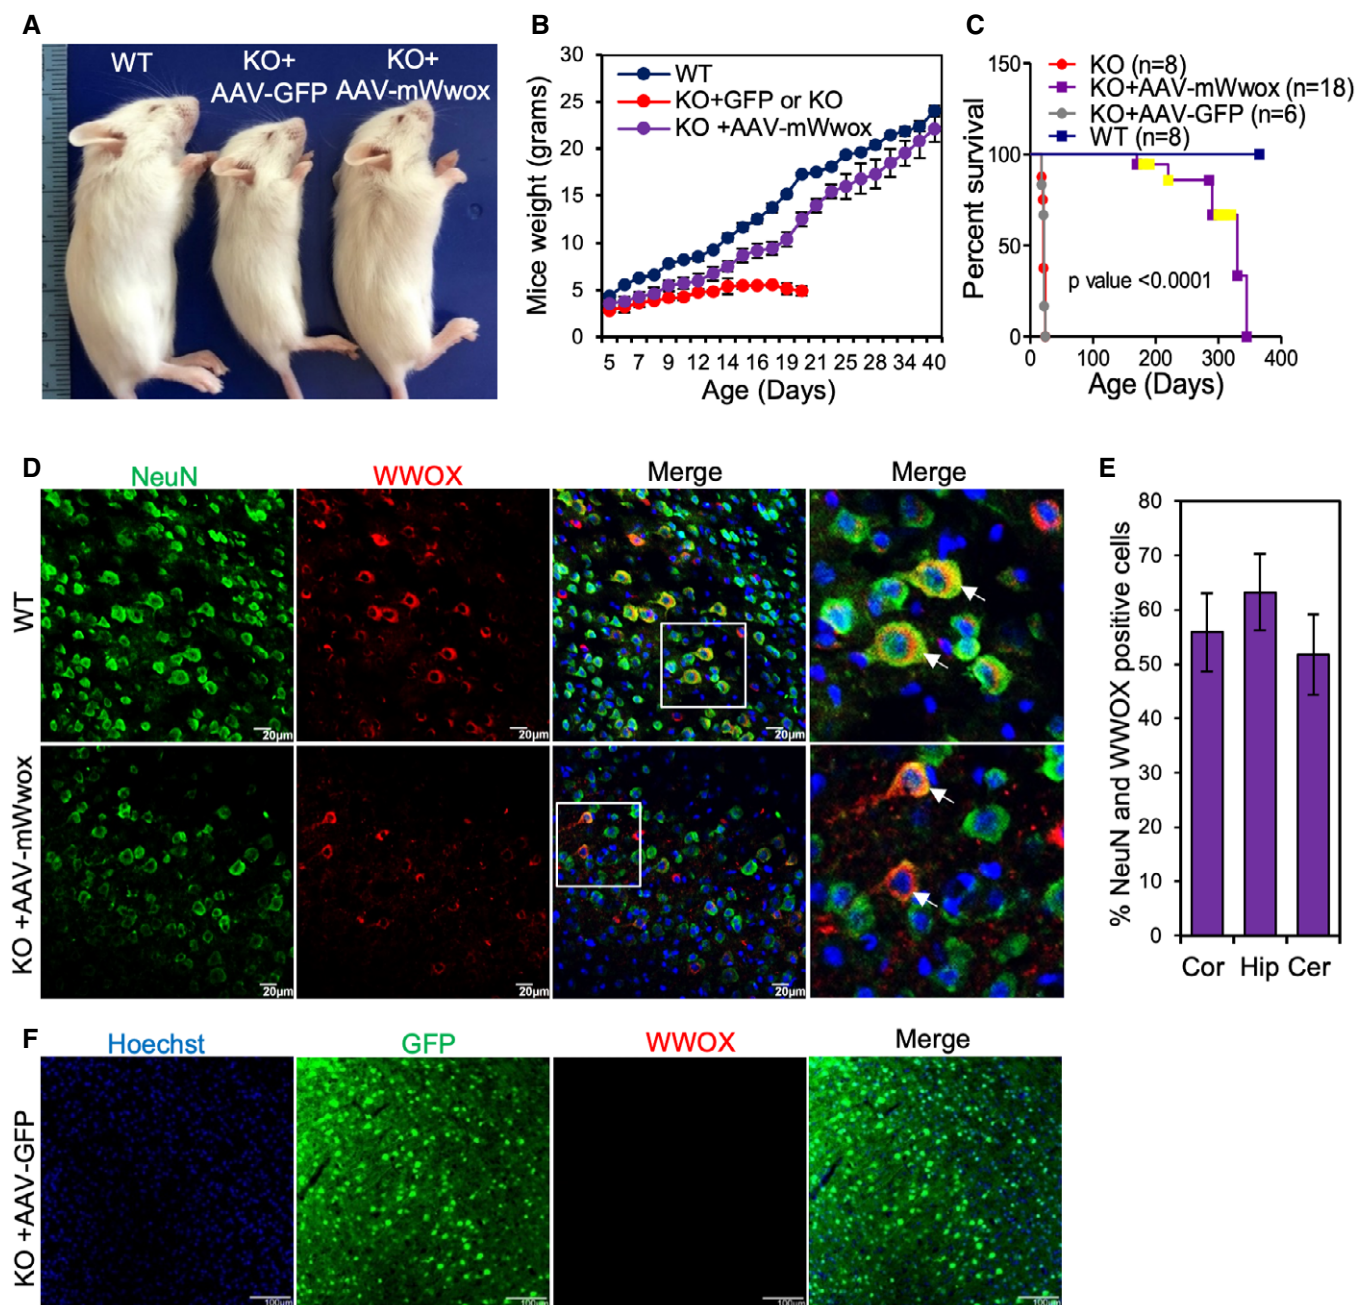 A
WT
KO+
AAV-GFP
KO+
AAV-mWwox
B
Mice weight (grams)
30
25
20
15
10
5
0
WT
KO+GFP or KO
KO +AAV-mWwox
5 7 9 12 14 16 19 21 25 28 34 40
Age (Days)
C
KO (n=8)
KO+AAV-mWwox (n=18)
KO+AAV-GFP (n=6)
WT (n=8)
Percent survival
150
100
50
0
p value <0.0001
0 100 200 300 400
Age (Days)
D
NeuN WWOX Merge Merge
WT
20µm 20µm 20µm
KO +AAV-mWwox
20µm 20µm 20µm
E
% NeuN and WWOX positive cells
80
70
60
50
40
30
20
10
0
Cor Hip Cer
F
Hoechst GFP WWOX Merge
KO +AAV-GFP
100µm 100µm 100µm 100µm